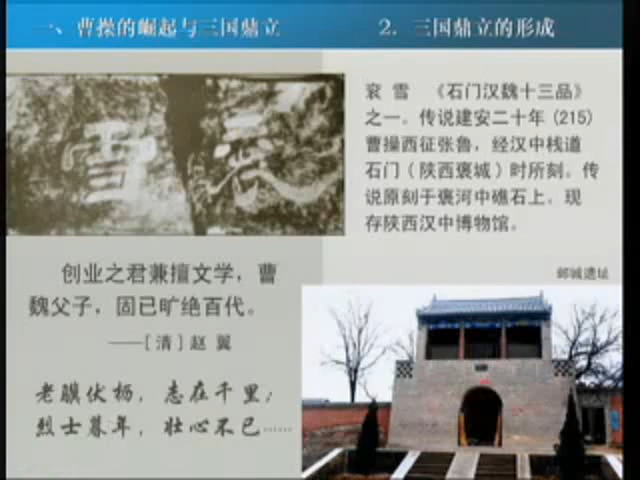 一、曹操的崛起与三国鼎立
2. 三国鼎立的形成
衮雪
衮 雪 《石门汉魏十三品》
之一。传说建安二十年(215)
曹操西征张鲁，经汉中栈道
石门（陕西褒城）时所刻。传
说原刻于褒河中礁石上。现
存陕西汉中博物馆。
创业之君兼擅文学，曹
魏父子，固已旷绝百代。
——[清]赵 翼
老骥伏枥，志在千里；
烈士暮年，壮心不已……
邺城遗址